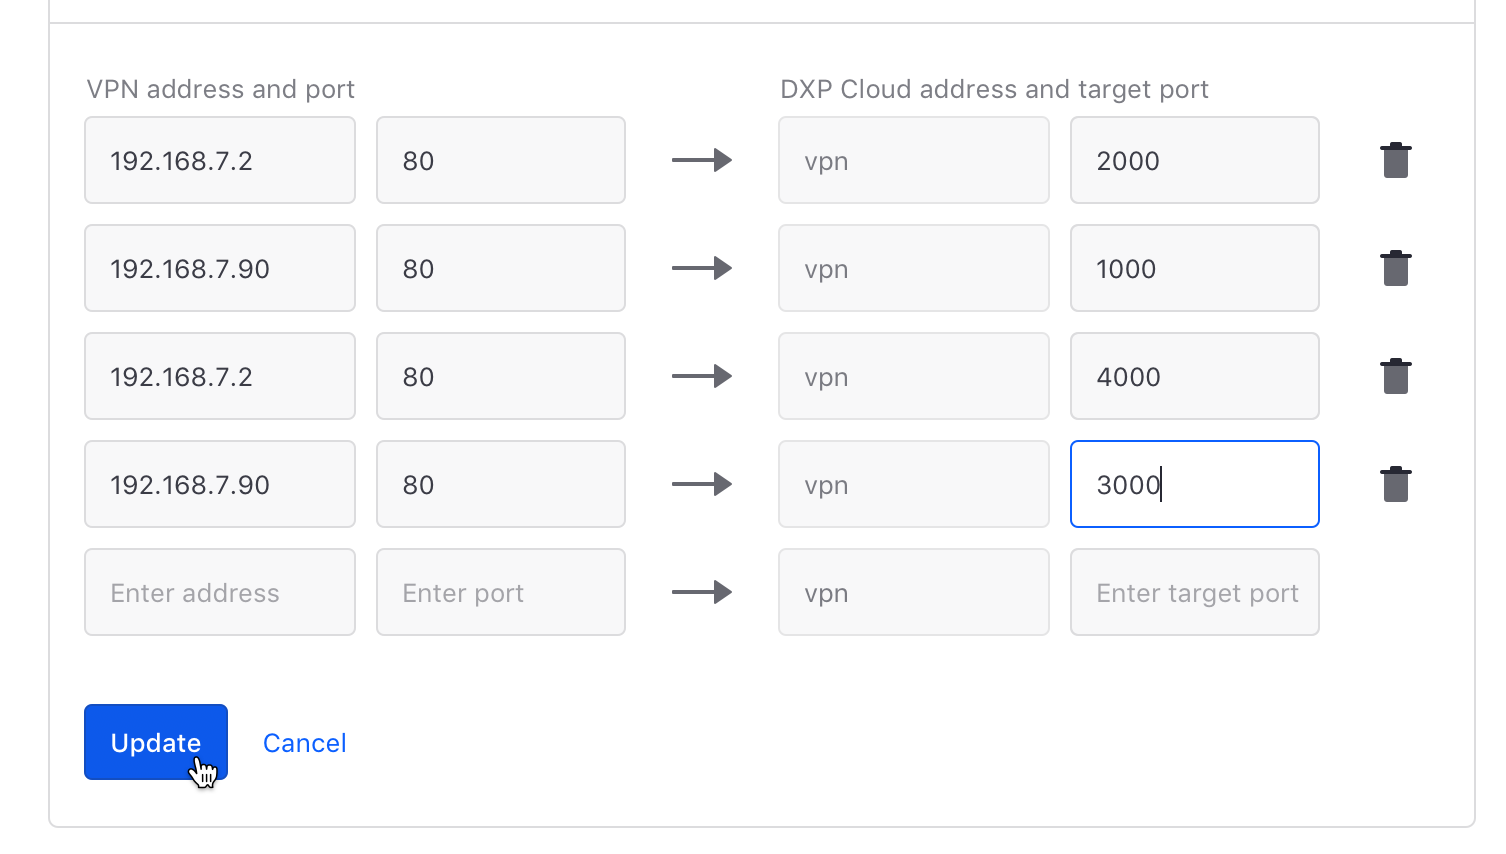 VPN address and port DXP Cloud address and target port
192.168.7.2 80 vpn 2000
192.168.7.90 80 vpn 1000
192.168.7.2 80 vpn 4000
192.168.7.90 80 vpn 3000
Enter address Enter port vpn Enter target port
Update Cancel